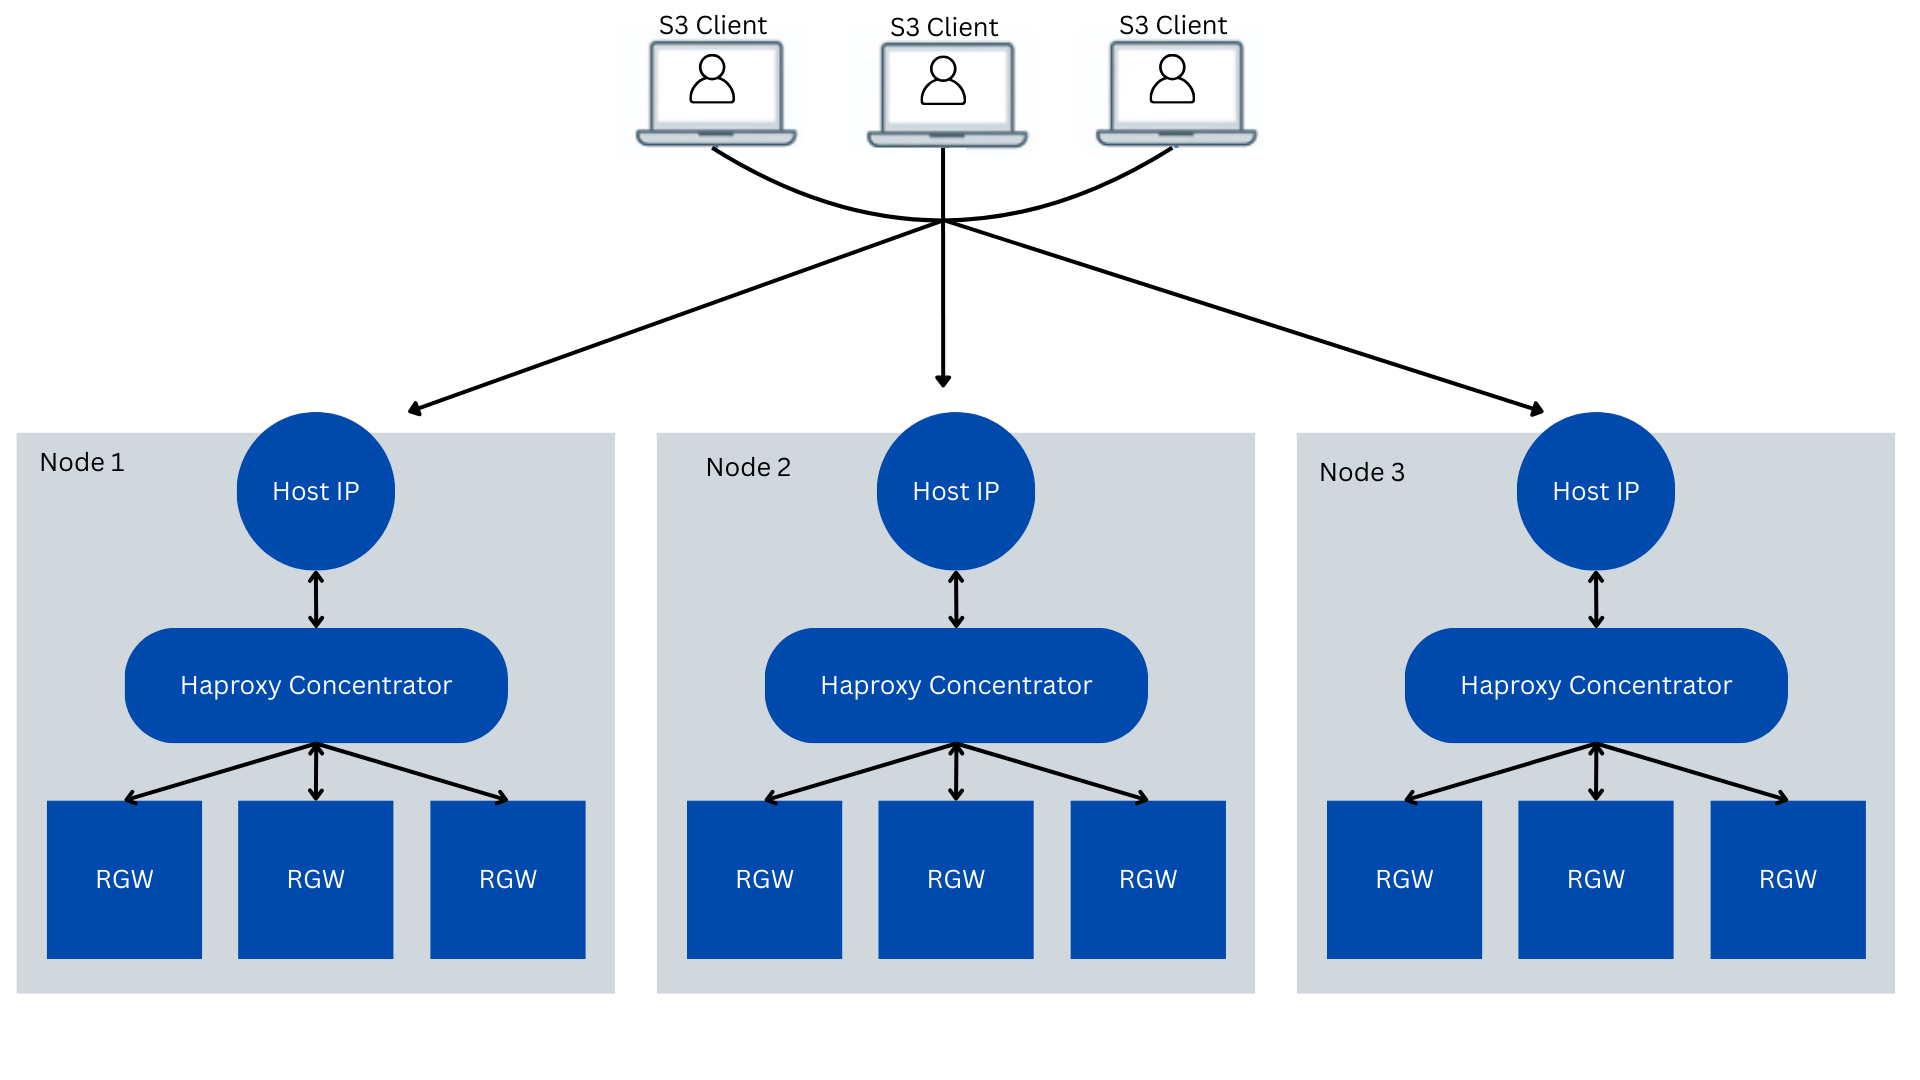 S3 Client
S3 Client
S3 Client
Node 1
Host IP
Haproxy Concentrator
RGW
RGW
RGW
Node 2
Host IP
Haproxy Concentrator
RGW
RGW
RGW
Node 3
Host IP
Haproxy Concentrator
RGW
RGW
RGW